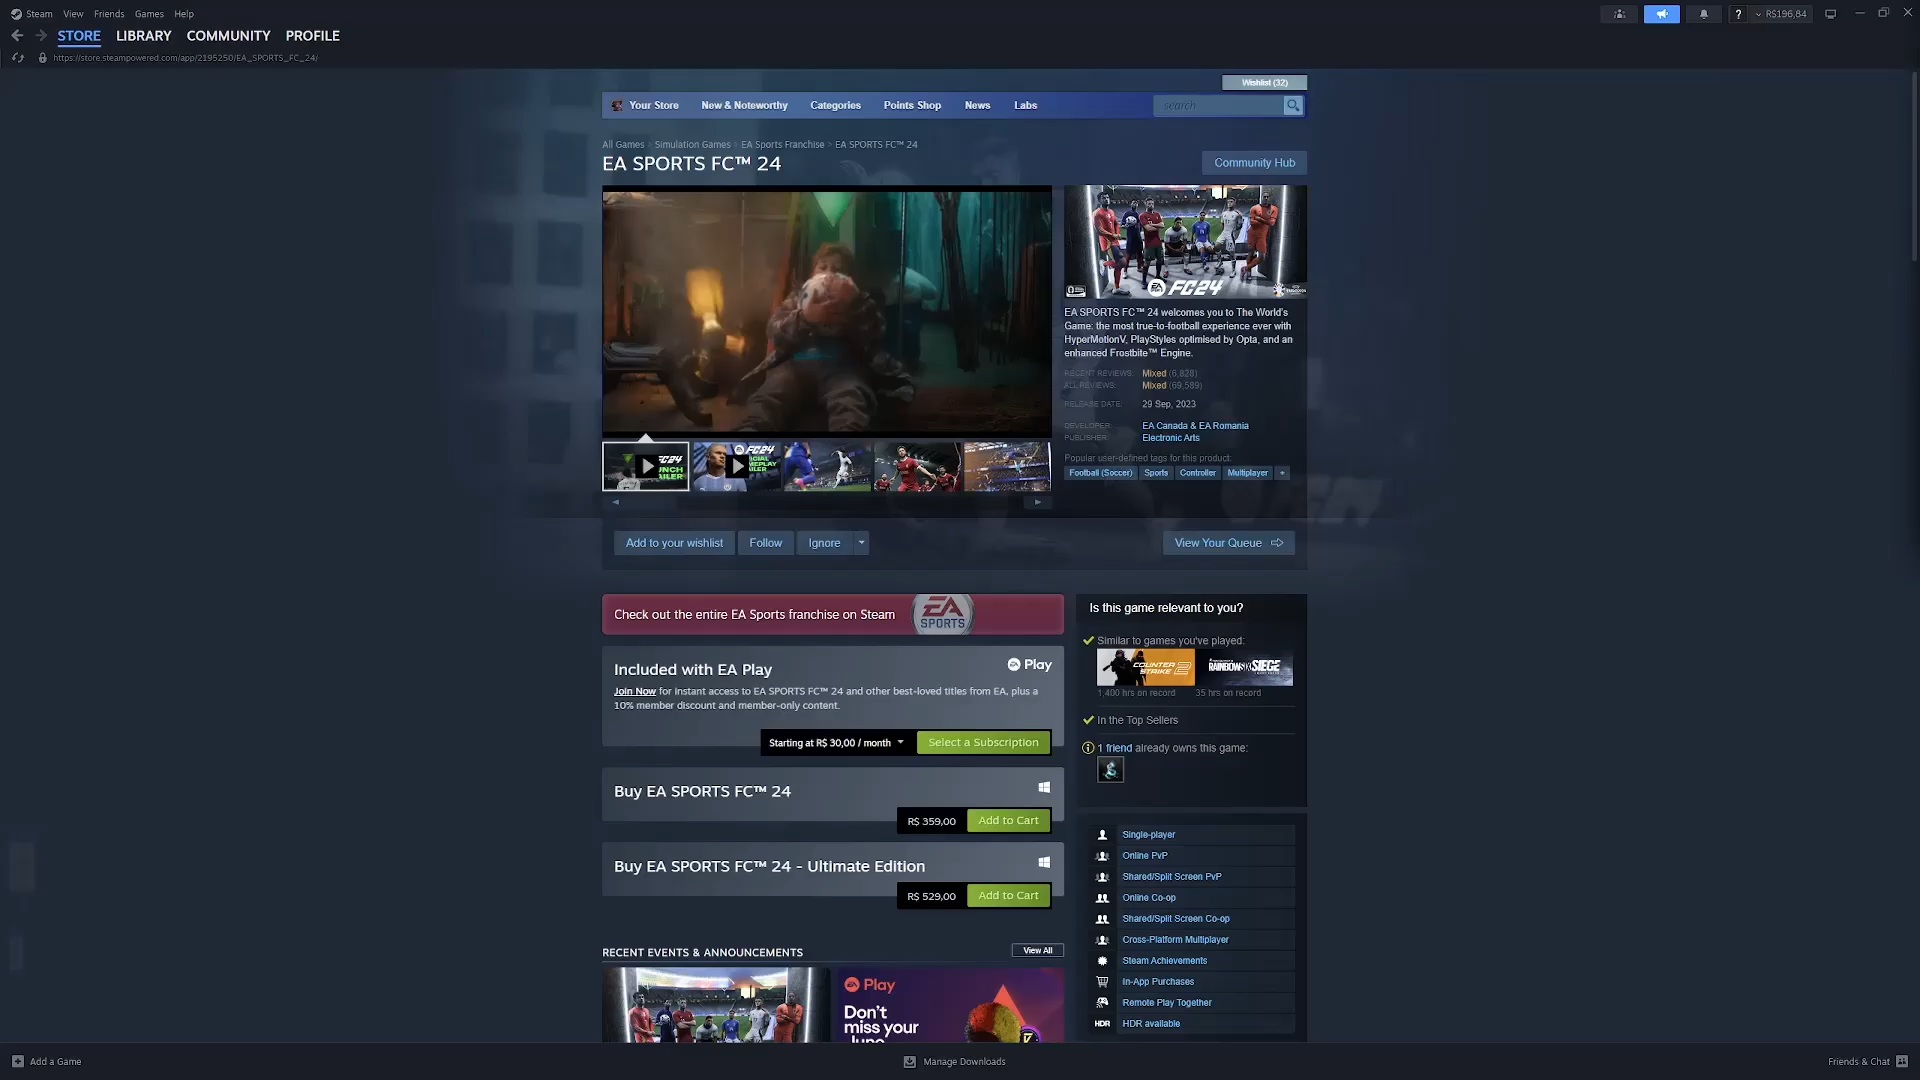 Steam View Friends Games Help
? R$196,84
STORE LIBRARY COMMUNITY PROFILE
https://store.steampowered.com/app/2195250/EA_SPORTS_FC_24/
Wishlist (32)
Your Store New & Noteworthy Categories Points Shop News Labs
search
All Games > Simulation Games > EA Sports Franchise > EA SPORTS FC™ 24
EA SPORTS FC™ 24
Community Hub
FC24
EA SPORTS FC™ 24 welcomes you to The World's
Game: the most true-to-football experience ever with
HyperMotionV, PlayStyles optimised by Opta, and an
enhanced Frostbite™ Engine.
RECENT REVIEWS: Mixed (6,828)
ALL REVIEWS: Mixed (69,589)
RELEASE DATE: 29 Sep, 2023
DEVELOPER: EA Canada & EA Romania
PUBLISHER: Electronic Arts
Popular user-defined tags for this product:
Football (Soccer) Sports Controller Multiplayer +
Add to your wishlist Follow Ignore
View Your Queue
Check out the entire EA Sports franchise on Steam
EA SPORTS
Included with EA Play
EA Play
Join Now for instant access to EA SPORTS FC™ 24 and other best-loved titles from EA, plus a
10% member discount and member-only content.
Starting at R$ 30,00 / month Select a Subscription
Buy EA SPORTS FC™ 24
R$ 359,00 Add to Cart
Buy EA SPORTS FC™ 24 - Ultimate Edition
R$ 529,00 Add to Cart
RECENT EVENTS & ANNOUNCEMENTS View All
EA Play
Don't
miss your
June
Is this game relevant to you?
Similar to games you've played:
COUNTER STRIKE 2 RAINBOW SIX SIEGE
1,400 hrs on record 35 hrs on record
In the Top Sellers
1 friend already owns this game:
Single-player
Online PvP
Shared/Split Screen PvP
Online Co-op
Shared/Split Screen Co-op
Cross-Platform Multiplayer
Steam Achievements
In-App Purchases
Remote Play Together
HDR HDR available
Add a Game
Manage Downloads
Friends & Chat